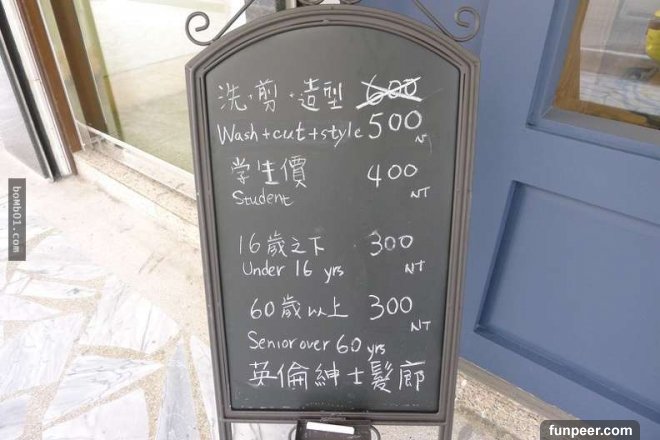 洗+剪+造型 600
Wash+cut+style 500 NT
学生價 400
Student NT
16歲之下 300
Under 16 yrs NT
60歲以上 300
NT
Senior over 60 yrs
英倫紳士髮廊
boMb01.com
funpeer.com